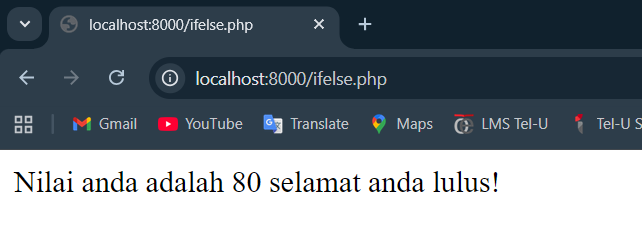 localhost:8000/ifelse.php
localhost:8000/ifelse.php
Gmail YouTube Translate Maps LMS Tel-U Tel-U S
Nilai anda adalah 80 selamat anda lulus!